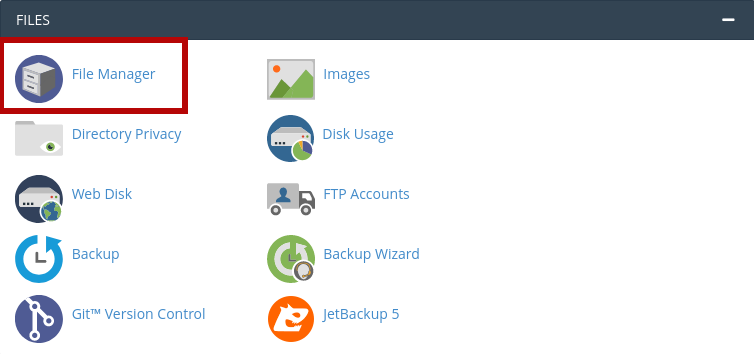 FILES
File Manager
Images
Directory Privacy
Disk Usage
Web Disk
FTP Accounts
Backup
Backup Wizard
Git™ Version Control
JetBackup 5